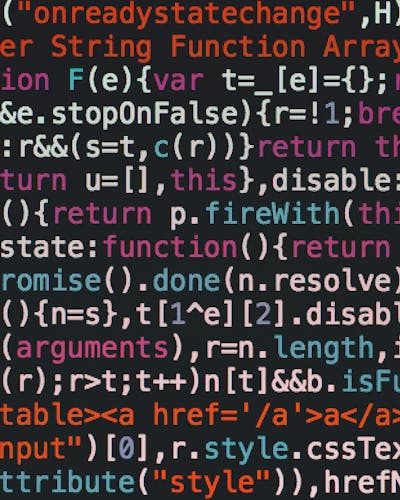 ("onreadystatechange",H)
er String Function Array
ion F(e){var t=_[e]={};r
&e.stopOnFalse){r=!1;bre
:r&&(s=t,c(r))}return th
turn u=[],this},disable:
(){return p.fireWith(thi
state:function(){return
romise().done(n.resolve)
(){n=s},t[1^e][2].disabl
(arguments),r=n.length,i
(r);r>t;t++)n[t]&&b.isFu
table><a href='/a'>a</a>
nput")[0],r.style.cssTex
ttribute("style")),hrefN